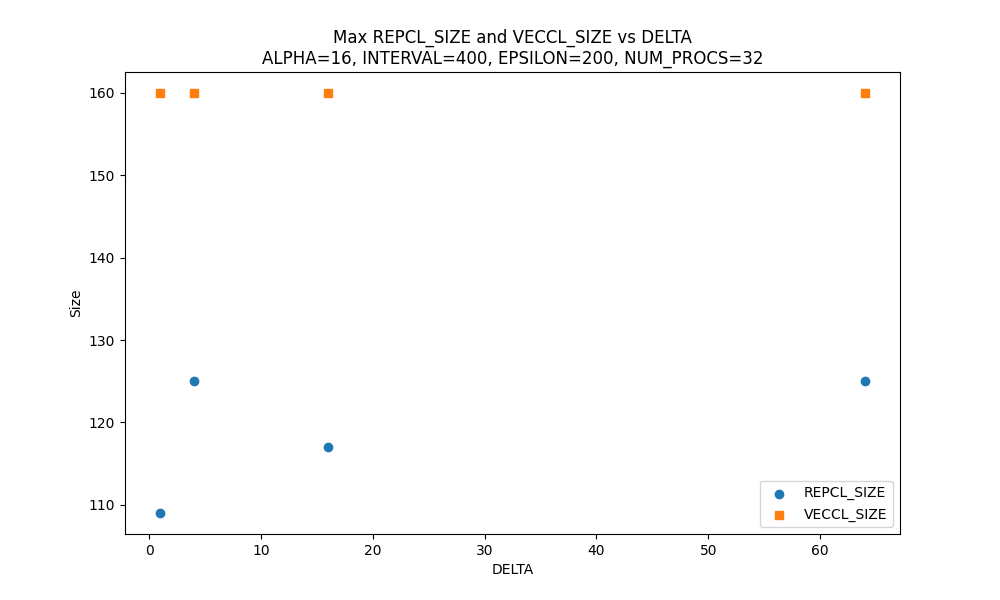 Max REPCL_SIZE and VECCL_SIZE vs DELTA
ALPHA=16, INTERVAL=400, EPSILON=200, NUM_PROCS=32
160
150
140
130
120
110
Size
0 10 20 30 40 50 60
DELTA
REPCL_SIZE
VECCL_SIZE